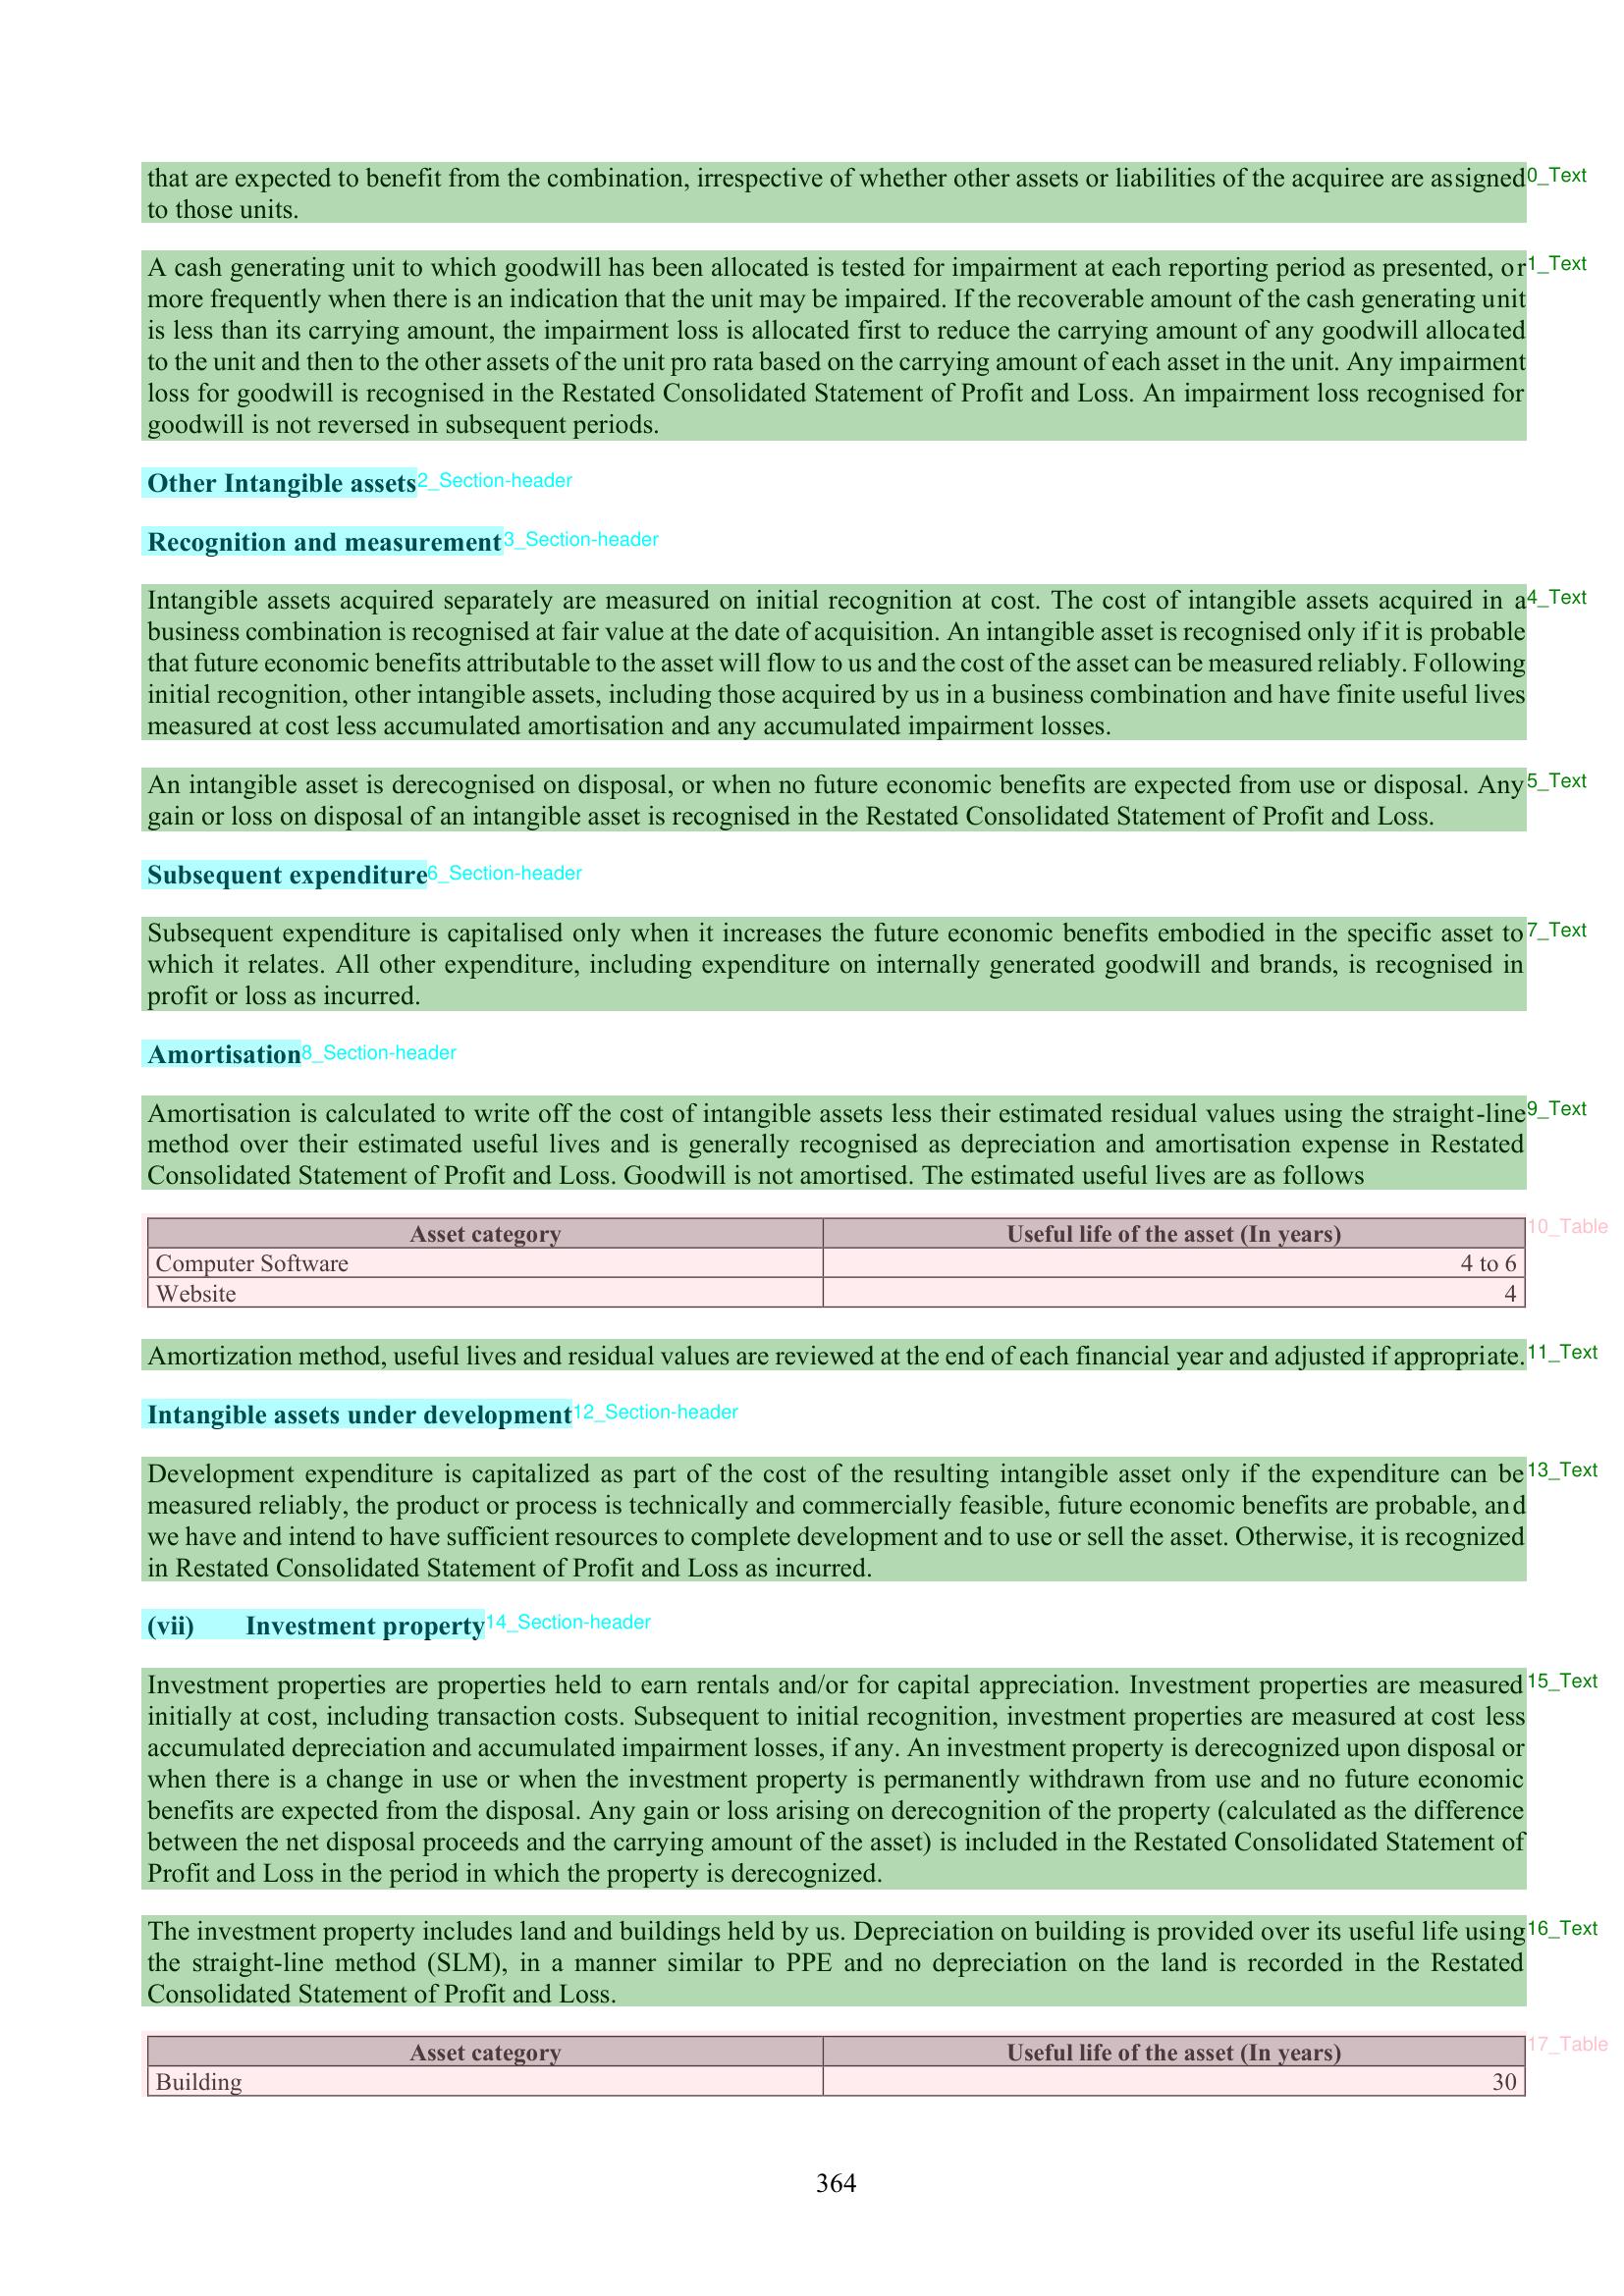 that are expected to benefit from the combination, irrespective of whether other assets or liabilities of the acquiree are assigned 0_Text
to those units.
A cash generating unit to which goodwill has been allocated is tested for impairment at each reporting period as presented, or 1_Text
more frequently when there is an indication that the unit may be impaired. If the recoverable amount of the cash generating unit
is less than its carrying amount, the impairment loss is allocated first to reduce the carrying amount of any goodwill allocated
to the unit and then to the other assets of the unit pro rata based on the carrying amount of each asset in the unit. Any impairment
loss for goodwill is recognised in the Restated Consolidated Statement of Profit and Loss. An impairment loss recognised for
goodwill is not reversed in subsequent periods.
Other Intangible assets 2_Section-header
Recognition and measurement 3_Section-header
Intangible assets acquired separately are measured on initial recognition at cost. The cost of intangible assets acquired in a 4_Text
business combination is recognised at fair value at the date of acquisition. An intangible asset is recognised only if it is probable
that future economic benefits attributable to the asset will flow to us and the cost of the asset can be measured reliably. Following
initial recognition, other intangible assets, including those acquired by us in a business combination and have finite useful lives
measured at cost less accumulated amortisation and any accumulated impairment losses.
An intangible asset is derecognised on disposal, or when no future economic benefits are expected from use or disposal. Any 5_Text
gain or loss on disposal of an intangible asset is recognised in the Restated Consolidated Statement of Profit and Loss.
Subsequent expenditure 6_Section-header
Subsequent expenditure is capitalised only when it increases the future economic benefits embodied in the specific asset to 7_Text
which it relates. All other expenditure, including expenditure on internally generated goodwill and brands, is recognised in
profit or loss as incurred.
Amortisation 8_Section-header
Amortisation is calculated to write off the cost of intangible assets less their estimated residual values using the straight-line 9_Text
method over their estimated useful lives and is generally recognised as depreciation and amortisation expense in Restated
Consolidated Statement of Profit and Loss. Goodwill is not amortised. The estimated useful lives are as follows
Asset category Useful life of the asset (In years) 10_Table
Computer Software 4 to 6
Website 4
Amortization method, useful lives and residual values are reviewed at the end of each financial year and adjusted if appropriate. 11_Text
Intangible assets under development 12_Section-header
Development expenditure is capitalized as part of the cost of the resulting intangible asset only if the expenditure can be 13_Text
measured reliably, the product or process is technically and commercially feasible, future economic benefits are probable, and
we have and intend to have sufficient resources to complete development and to use or sell the asset. Otherwise, it is recognized
in Restated Consolidated Statement of Profit and Loss as incurred.
(vii) Investment property 14_Section-header
Investment properties are properties held to earn rentals and/or for capital appreciation. Investment properties are measured 15_Text
initially at cost, including transaction costs. Subsequent to initial recognition, investment properties are measured at cost less
accumulated depreciation and accumulated impairment losses, if any. An investment property is derecognized upon disposal or
when there is a change in use or when the investment property is permanently withdrawn from use and no future economic
benefits are expected from the disposal. Any gain or loss arising on derecognition of the property (calculated as the difference
between the net disposal proceeds and the carrying amount of the asset) is included in the Restated Consolidated Statement of
Profit and Loss in the period in which the property is derecognized.
The investment property includes land and buildings held by us. Depreciation on building is provided over its useful life using 16_Text
the straight-line method (SLM), in a manner similar to PPE and no depreciation on the land is recorded in the Restated
Consolidated Statement of Profit and Loss.
Asset category Useful life of the asset (In years) 17_Table
Building 30
364